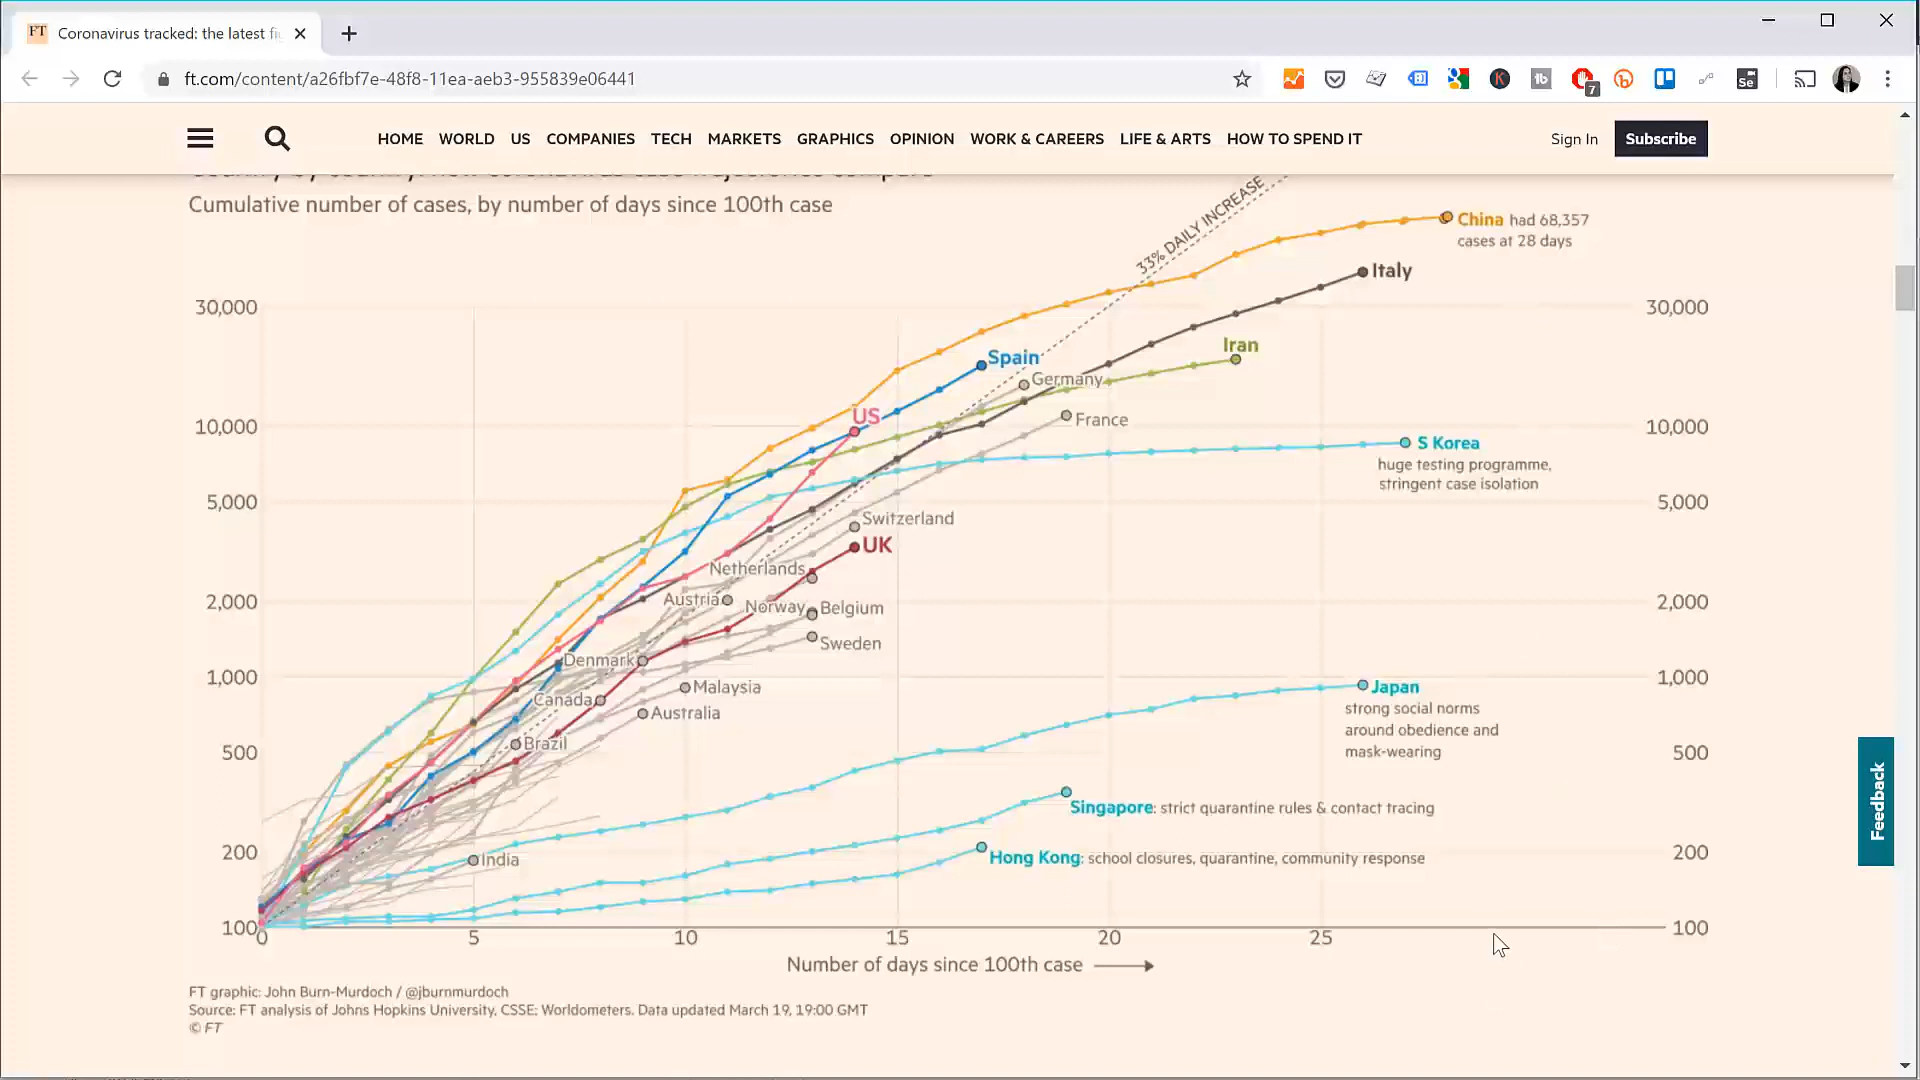 FT Coronavirus tracked: the latest fi
ft.com/content/a26fbf7e-48f8-11ea-aeb3-955839e06441
K
tb
7
Se
HOME WORLD US COMPANIES TECH MARKETS GRAPHICS OPINION WORK & CAREERS LIFE & ARTS HOW TO SPEND IT
Sign In
Subscribe
Cumulative number of cases, by number of days since 100th case
33% DAILY INCREASE
China had 68,357
cases at 28 days
Italy
30,000
30,000
Iran
Spain
Germany
US
France
10,000
10,000
S Korea
huge testing programme,
stringent case isolation
5,000
5,000
Switzerland
UK
Netherlands
2,000
Austria
Norway
Belgium
2,000
Sweden
Denmark
1,000
Malaysia
Japan
1,000
Canada
Australia
strong social norms
around obedience and
mask-wearing
500
Brazil
500
Singapore: strict quarantine rules & contact tracing
200
India
Hong Kong: school closures, quarantine, community response
200
100
100
0 5 10 15 20 25
Number of days since 100th case
Feedback
FT graphic: John Burn-Murdoch / @jburnmurdoch
Source: FT analysis of Johns Hopkins University, CSSE; Worldometers. Data updated March 19, 19:00 GMT
© FT